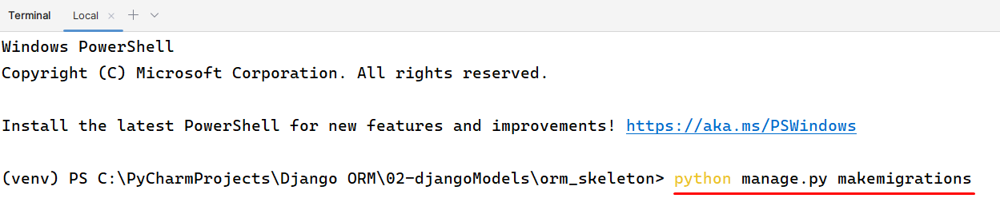 Terminal Local
Windows PowerShell
Copyright (C) Microsoft Corporation. All rights reserved.
Install the latest PowerShell for new features and improvements! https://aka.ms/PSWindows
(venv) PS C:\PyCharmProjects\Django ORM\02-djangoModels\orm_skeleton> python manage.py makemigrations